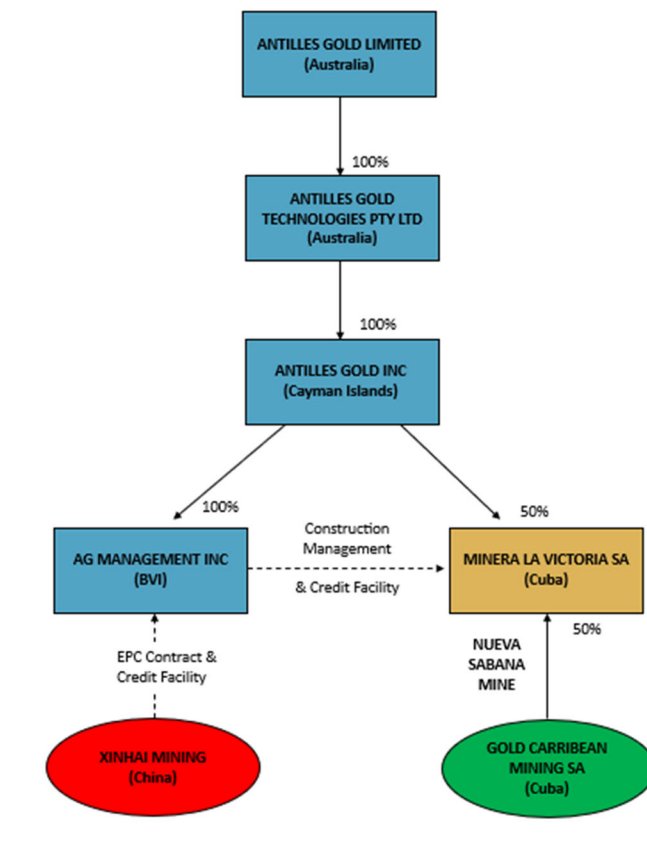 ANTILLES GOLD LIMITED
(Australia)
100%
ANTILLES GOLD
TECHNOLOGIES PTY LTD
(Australia)
100%
ANTILLES GOLD INC
(Cayman Islands)
100%
50%
Construction
Management
& Credit Facility
AG MANAGEMENT INC
(BVI)
MINERA LA VICTORIA SA
(Cuba)
50%
EPC Contract &
Credit Facility
NUEVA
SABANA
MINE
XINHAI MINING
(China)
GOLD CARRIBEAN
MINING SA
(Cuba)